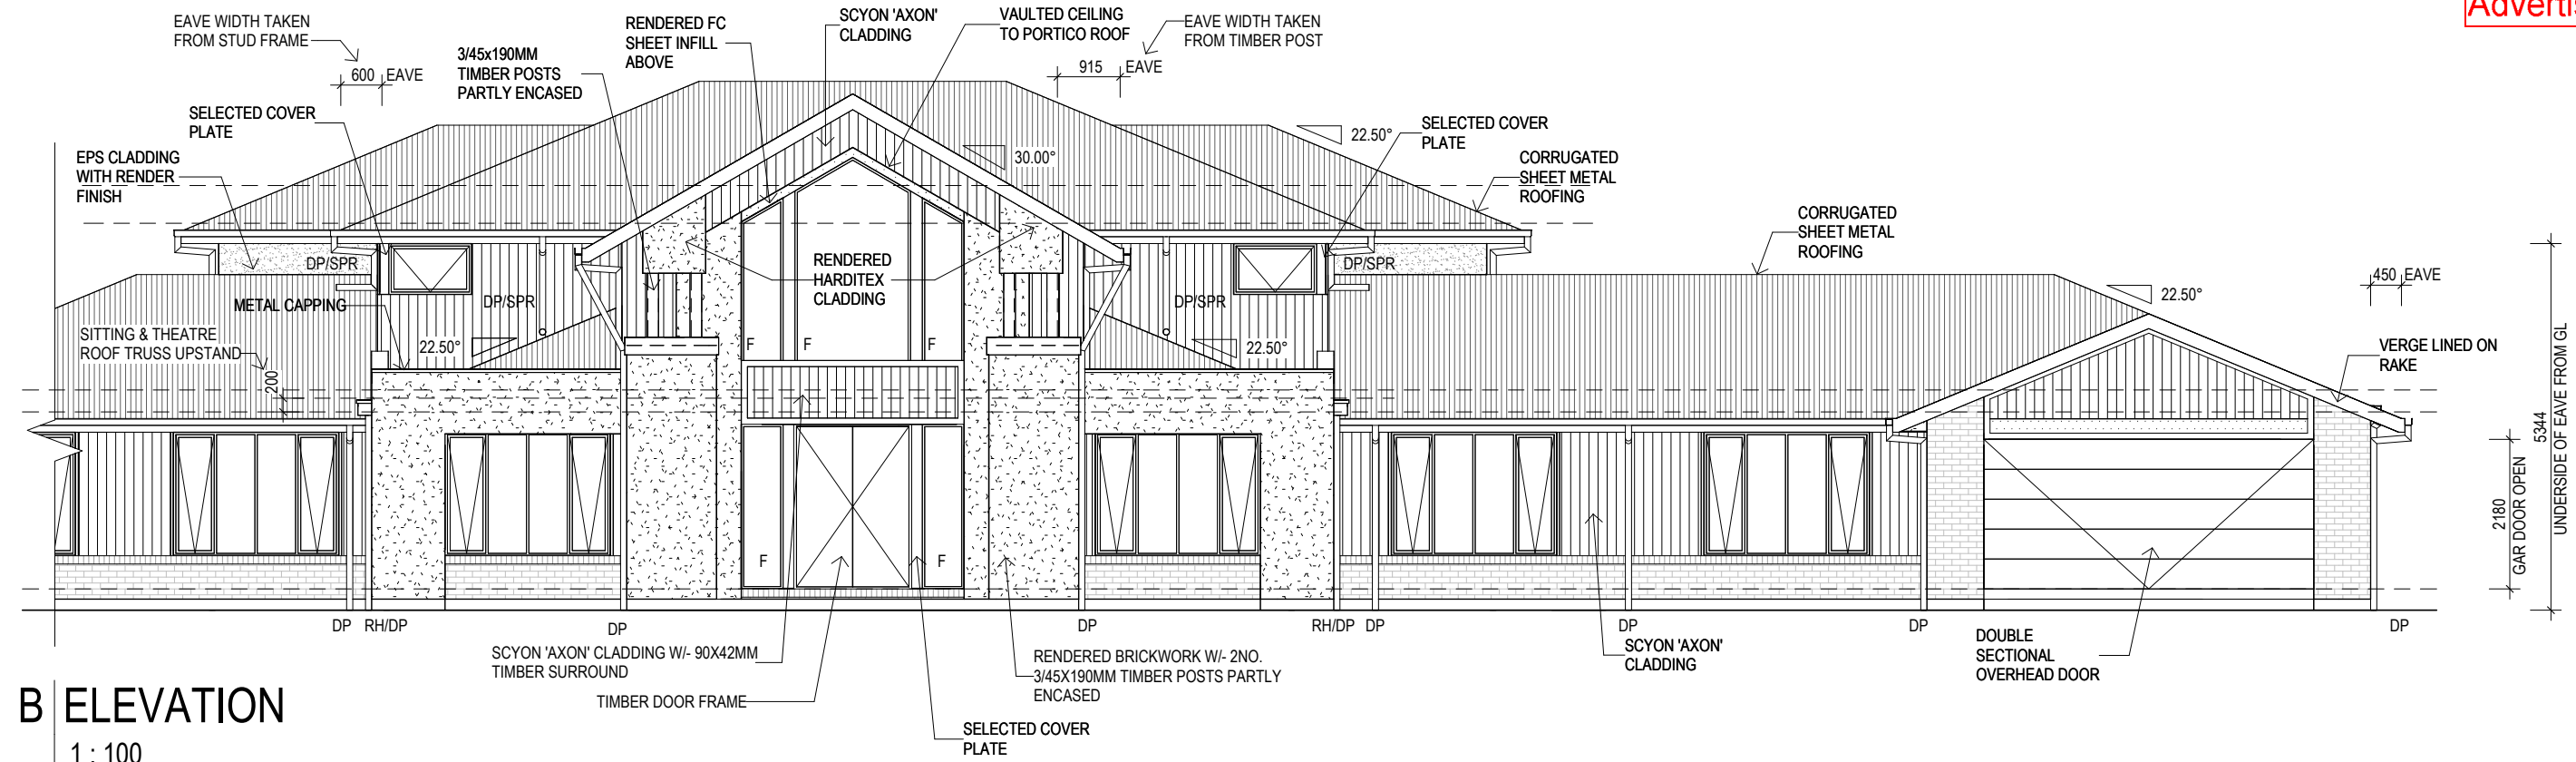 Advertis
EAVE WIDTH TAKEN
FROM STUD FRAME
600 EAVE
SELECTED COVER
PLATE
EPS CLADDING
WITH RENDER
FINISH
3/45x190MM
TIMBER POSTS
PARTLY ENCASED
RENDERED FC
SHEET INFILL
ABOVE
SCYON 'AXON'
CLADDING
VAULTED CEILING
TO PORTICO ROOF
EAVE WIDTH TAKEN
FROM TIMBER POST
915 EAVE
30.00°
22.50°
SELECTED COVER
PLATE
CORRUGATED
SHEET METAL
ROOFING
CORRUGATED
SHEET METAL
ROOFING
DP/SPR
METAL CAPPING
DP/SPR
SITTING & THEATRE
ROOF TRUSS UPSTAND
200
22.50°
RENDERED
HARDITEX
CLADDING
DP/SPR
DP/SPR
22.50°
22.50°
450 EAVE
VERGE LINED ON
RAKE
F
F
F
F
F
2180
GAR DOOR OPEN
5344
UNDERSIDE OF EAVE FROM GL
DP
RH/DP
DP
DP
RH/DP
DP
DP
DP
DP
SCYON 'AXON' CLADDING W/- 90X42MM
TIMBER SURROUND
TIMBER DOOR FRAME
SELECTED COVER
PLATE
RENDERED BRICKWORK W/- 2NO.
3/45X190MM TIMBER POSTS PARTLY
ENCASED
SCYON 'AXON'
CLADDING
DOUBLE
SECTIONAL
OVERHEAD DOOR
B ELEVATION
1 : 100